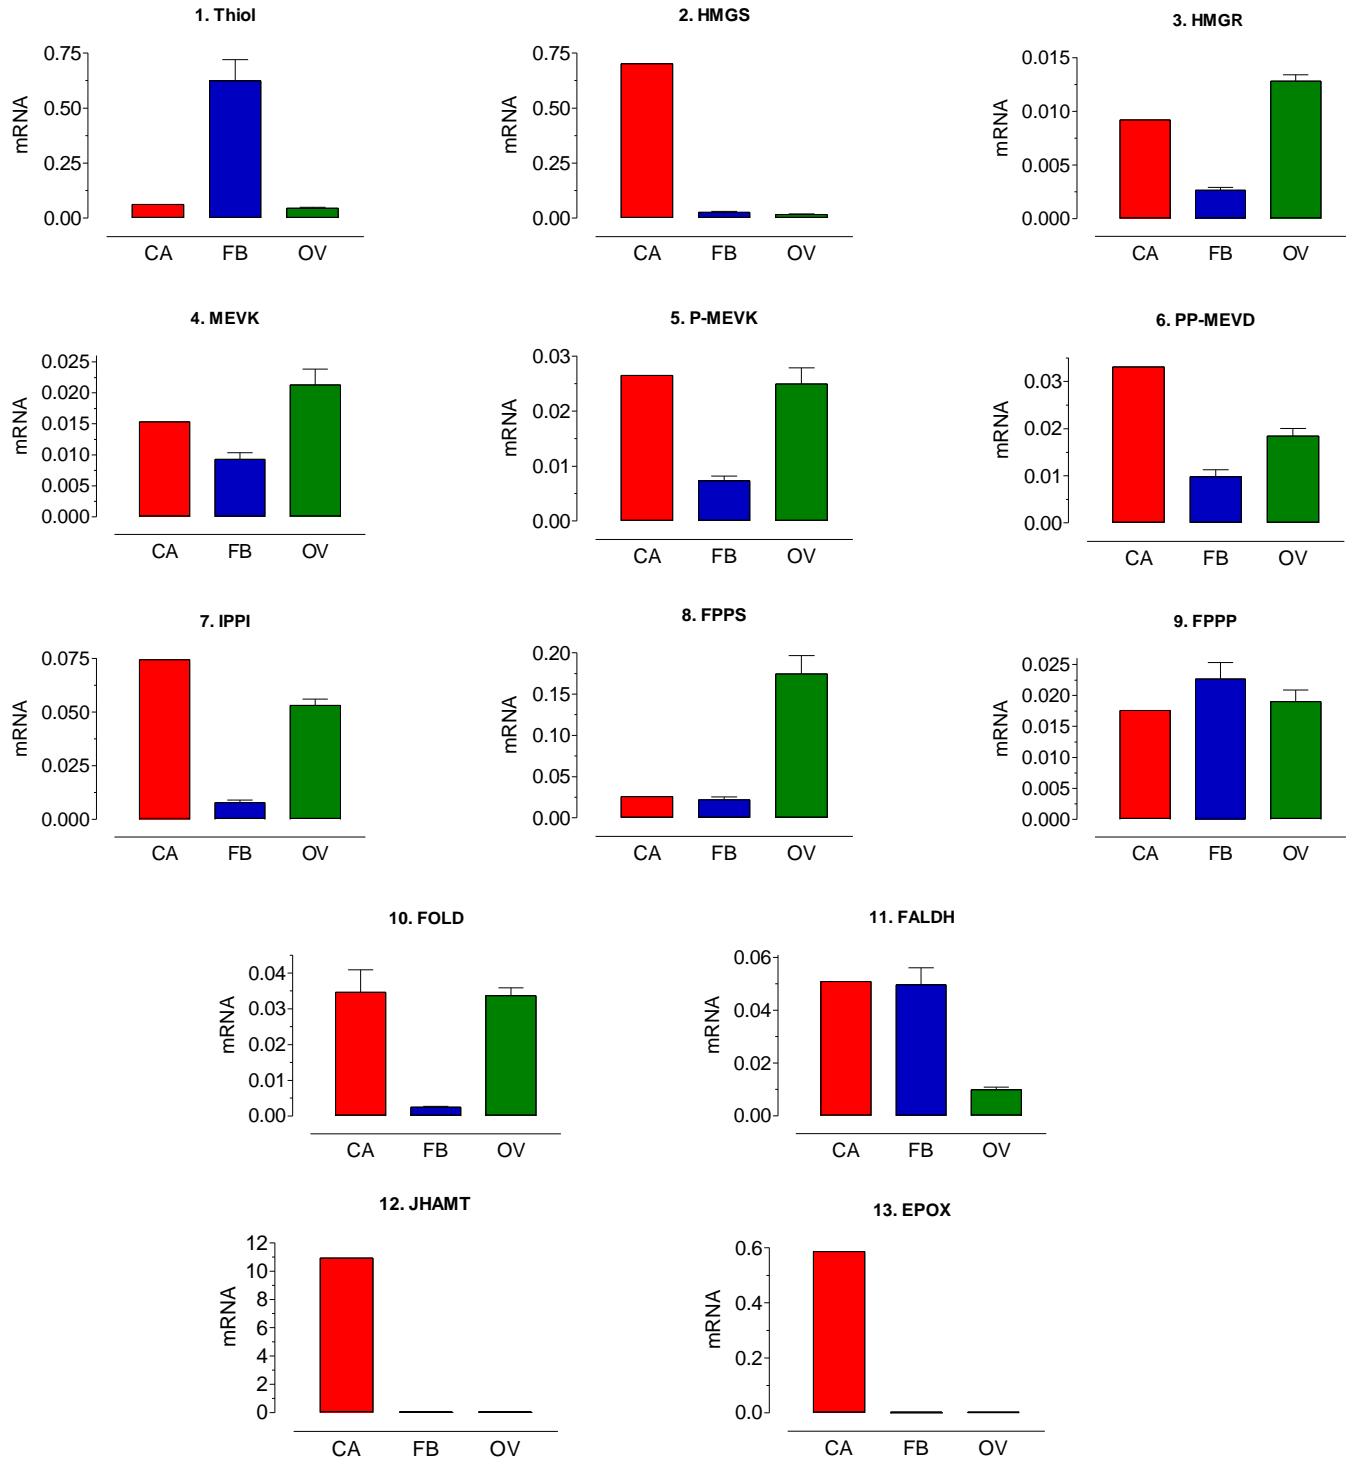 1. Thiol
mRNA
0.75
0.50
0.25
0.00
CA FB OV
2. HMGS
mRNA
0.75
0.50
0.25
0.00
CA FB OV
3. HMGR
mRNA
0.015
0.010
0.005
0.000
CA FB OV
4. MEVK
mRNA
0.025
0.020
0.015
0.010
0.005
0.000
CA FB OV
5. P-MEVK
mRNA
0.03
0.02
0.01
0.00
CA FB OV
6. PP-MEVD
mRNA
0.03
0.02
0.01
0.00
CA FB OV
7. IPPI
mRNA
0.075
0.050
0.025
0.000
CA FB OV
8. FPPS
mRNA
0.20
0.15
0.10
0.05
0.00
CA FB OV
9. FPPP
mRNA
0.025
0.020
0.015
0.010
0.005
0.000
CA FB OV
10. FOLD
mRNA
0.04
0.03
0.02
0.01
0.00
CA FB OV
11. FALDH
mRNA
0.06
0.04
0.02
0.00
CA FB OV
12. JHAMT
mRNA
12
10
8
6
4
2
0
CA FB OV
13. EPOX
mRNA
0.6
0.4
0.2
0.0
CA FB OV